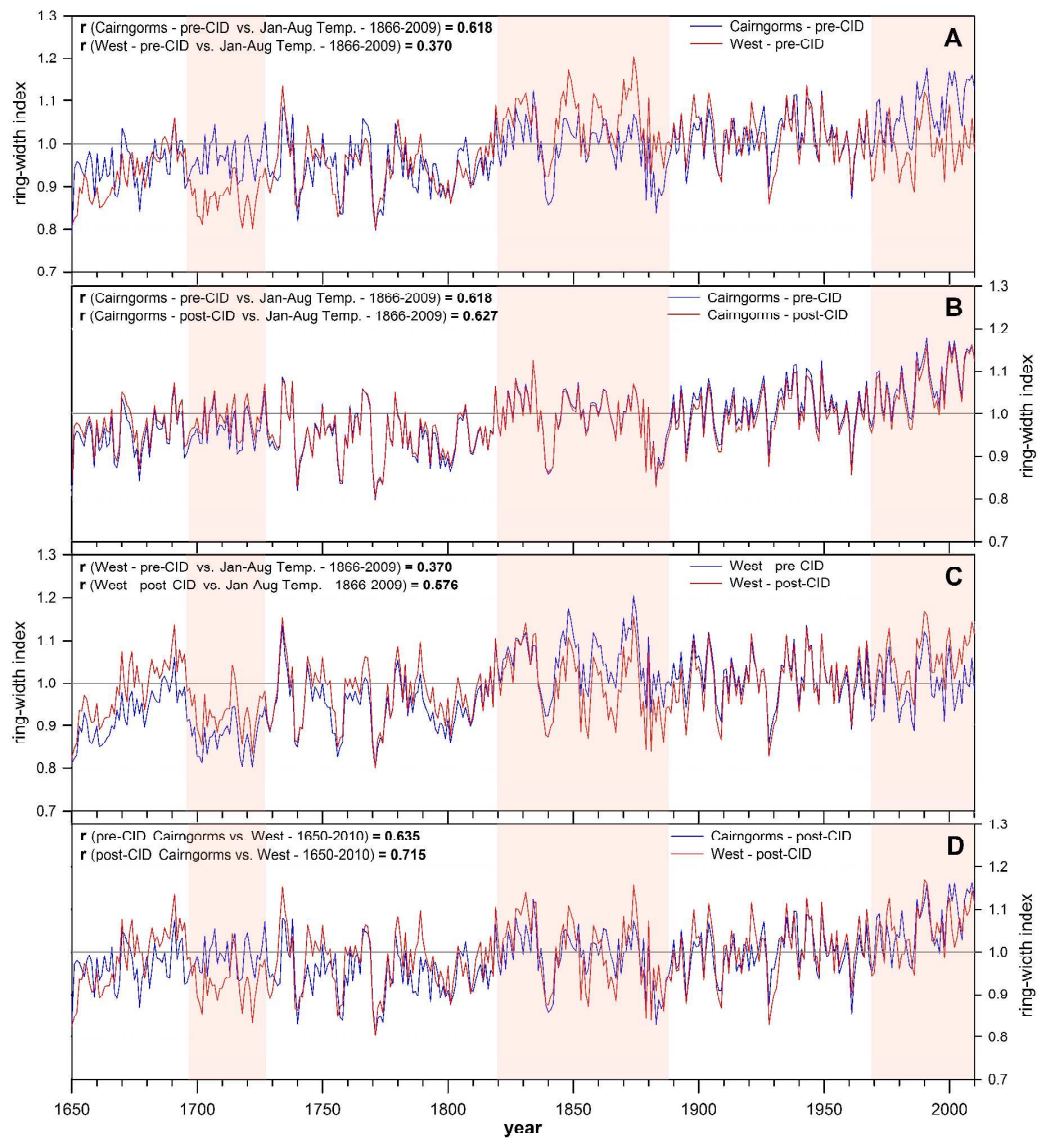 r (Cairngorms - pre-CID vs. Jan-Aug Temp. - 1866-2009) = 0.618
r (West - pre-CID vs. Jan-Aug Temp. - 1866-2009) = 0.370
Cairngorms - pre-CID
West - pre-CID
A
1.3
1.2
1.1
1.0
0.9
0.8
0.7
ring-width index
r (Cairngorms - pre-CID vs. Jan-Aug Temp. - 1866-2009) = 0.618
r (Cairngorms - post-CID vs. Jan-Aug Temp. - 1866-2009) = 0.627
Cairngorms - pre-CID
Cairngorms - post-CID
B
1.3
1.2
1.1
1.0
0.9
0.8
0.7
ring-width index
r (West - pre-CID vs. Jan-Aug Temp. - 1866-2009) = 0.370
r (West - post-CID vs. Jan-Aug Temp. - 1866-2009) = 0.576
West - pre-CID
West - post-CID
C
1.3
1.2
1.1
1.0
0.9
0.8
0.7
ring-width index
r (pre-CID Cairngorms vs. West - 1650-2010) = 0.635
r (post-CID Cairngorms vs. West - 1650-2010) = 0.715
Cairngorms - post-CID
West - post-CID
D
1.3
1.2
1.1
1.0
0.9
0.8
0.7
ring-width index
1650 1700 1750 1800 1850 1900 1950 2000
year